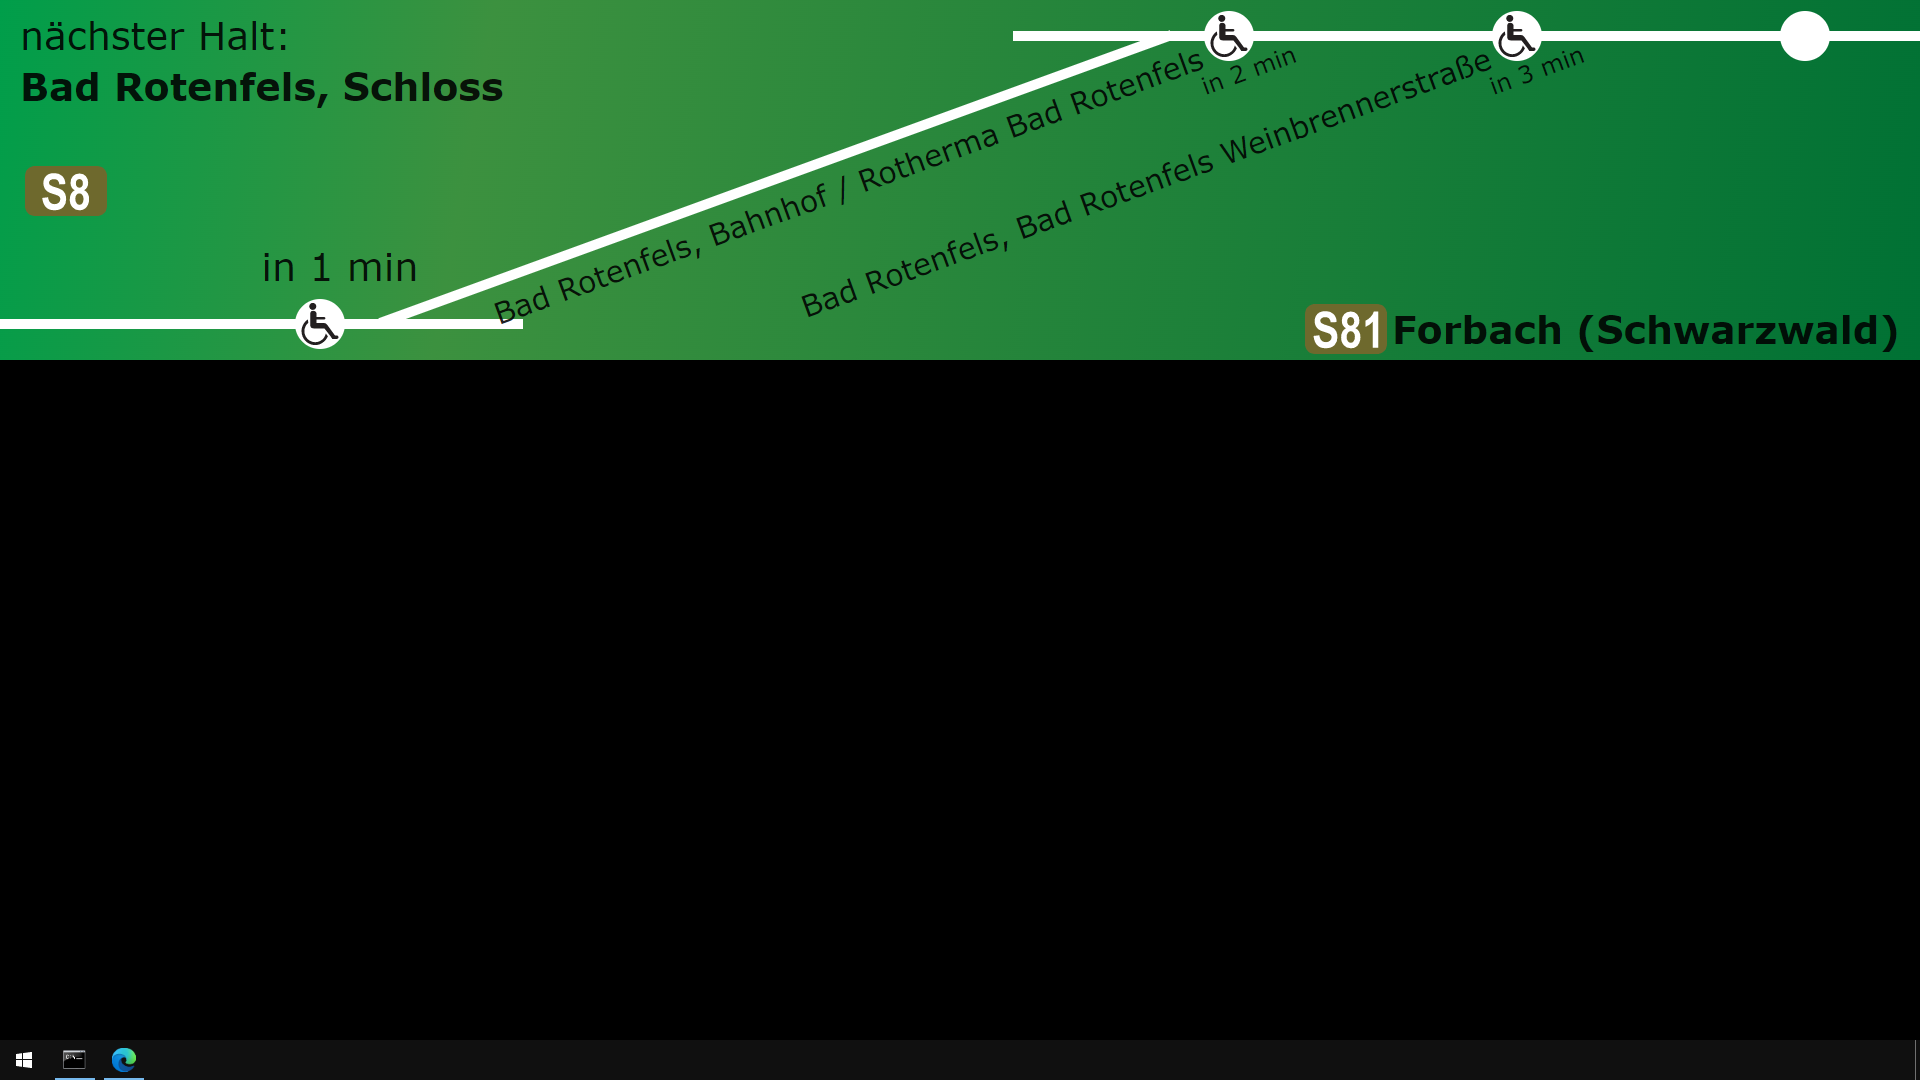 nächster Halt:
Bad Rotenfels, Schloss
S8
in 1 min
Bad Rotenfels, Bahnhof / Rotherma Bad Rotenfels
in 2 min
Bad Rotenfels, Bad Rotenfels Weinbrennerstraße
in 3 min
S81 Forbach (Schwarzwald)